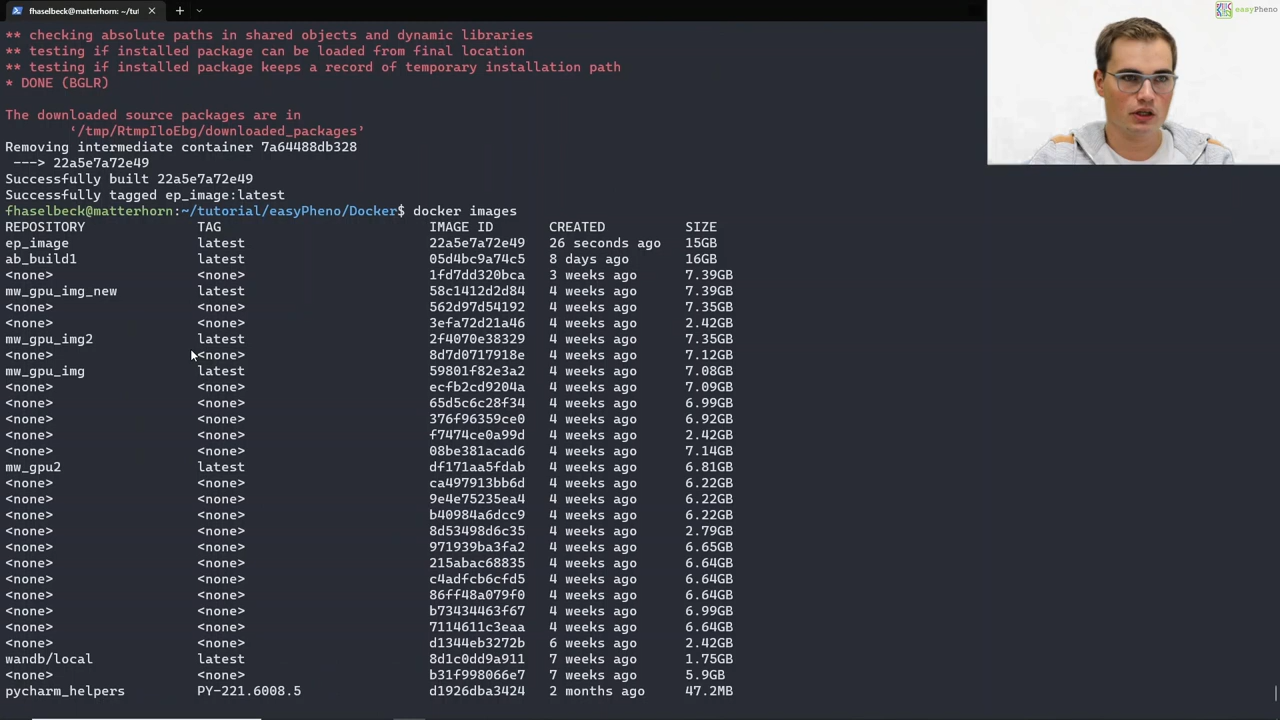 fhaselbeck@matterhorn: ~/tut
easyPheno
** checking absolute paths in shared objects and dynamic libraries
** testing if installed package can be loaded from final location
** testing if installed package keeps a record of temporary installation path
* DONE (BGLR)
The downloaded source packages are in
‘/tmp/RtmpIloEbg/downloaded_packages’
Removing intermediate container 7a64488db328
---> 22a5e7a72e49
Successfully built 22a5e7a72e49
Successfully tagged ep_image:latest
fhaselbeck@matterhorn:~/tutorial/easyPheno/Docker$ docker images
REPOSITORY TAG IMAGE ID CREATED SIZE
ep_image latest 22a5e7a72e49 26 seconds ago 15GB
ab_build1 latest 05d4bc9a74c5 8 days ago 16GB
<none> <none> 1fd7dd320bca 3 weeks ago 7.39GB
mw_gpu_img_new latest 58c1412d2d84 4 weeks ago 7.39GB
<none> <none> 562d97d54192 4 weeks ago 7.35GB
<none> <none> 3efa72d21a46 4 weeks ago 2.42GB
mw_gpu_img2 latest 2f4070e38329 4 weeks ago 7.35GB
<none> <none> 8d7d0717918e 4 weeks ago 7.12GB
mw_gpu_img latest 59801f82e3a2 4 weeks ago 7.08GB
<none> <none> ecfb2cd9204a 4 weeks ago 7.09GB
<none> <none> 65d5c6c28f34 4 weeks ago 6.99GB
<none> <none> 376f96359ce0 4 weeks ago 6.92GB
<none> <none> f7474ce0a99d 4 weeks ago 2.42GB
<none> <none> 08be381acad6 4 weeks ago 7.14GB
mw_gpu2 latest df171aa5fdab 4 weeks ago 6.81GB
<none> <none> ca497913bb6d 4 weeks ago 6.22GB
<none> <none> 9e4e75235ea4 4 weeks ago 6.22GB
<none> <none> b40984a6dcc9 4 weeks ago 6.22GB
<none> <none> 8d53498d6c35 4 weeks ago 2.79GB
<none> <none> 971939ba3fa2 4 weeks ago 6.65GB
<none> <none> 215abac68835 4 weeks ago 6.64GB
<none> <none> c4adfcb6cfd5 4 weeks ago 6.64GB
<none> <none> 86ff48a079f0 4 weeks ago 6.64GB
<none> <none> b73434463f67 4 weeks ago 6.99GB
<none> <none> 7114611c3eaa 4 weeks ago 6.64GB
<none> <none> d1344eb3272b 6 weeks ago 2.42GB
wandb/local latest 8d1c0dd9a911 7 weeks ago 1.75GB
<none> <none> b31f998066e7 7 weeks ago 5.9GB
pycharm_helpers PY-221.6008.5 d1926dba3424 2 months ago 47.2MB